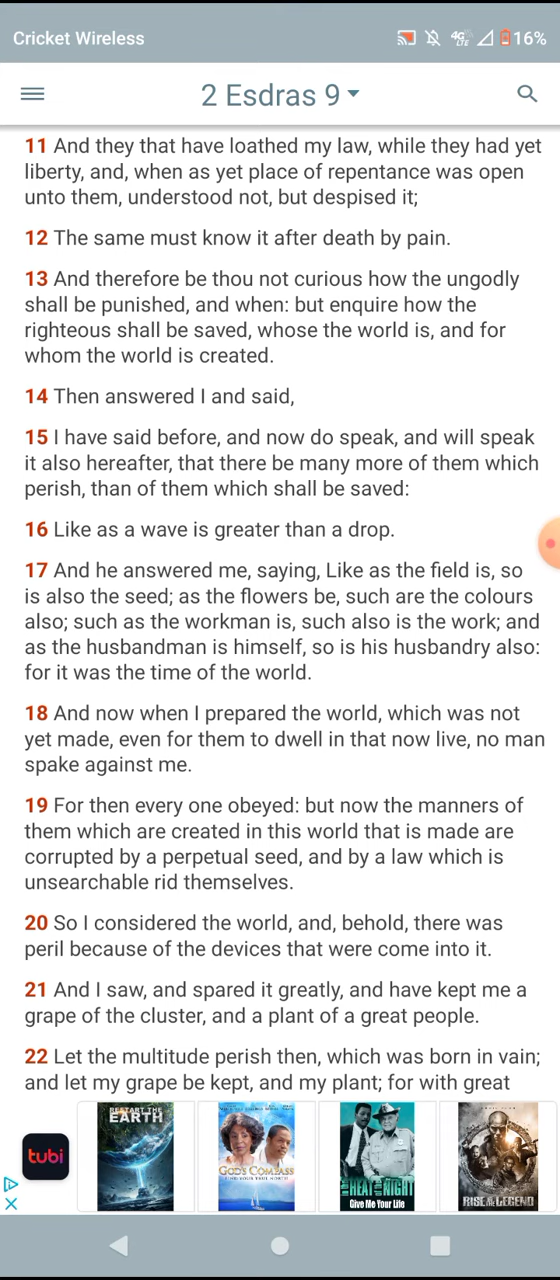 Cricket Wireless
4G LTE 16%
2 Esdras 9
11 And they that have loathed my law, while they had yet
liberty, and, when as yet place of repentance was open
unto them, understood not, but despised it;
12 The same must know it after death by pain.
13 And therefore be thou not curious how the ungodly
shall be punished, and when: but enquire how the
righteous shall be saved, whose the world is, and for
whom the world is created.
14 Then answered I and said,
15 I have said before, and now do speak, and will speak
it also hereafter, that there be many more of them which
perish, than of them which shall be saved:
16 Like as a wave is greater than a drop.
17 And he answered me, saying, Like as the field is, so
is also the seed; as the flowers be, such are the colours
also; such as the workman is, such also is the work; and
as the husbandman is himself, so is his husbandry also:
for it was the time of the world.
18 And now when I prepared the world, which was not
yet made, even for them to dwell in that now live, no man
spake against me.
19 For then every one obeyed: but now the manners of
them which are created in this world that is made are
corrupted by a perpetual seed, and by a law which is
unsearchable rid themselves.
20 So I considered the world, and, behold, there was
peril because of the devices that were come into it.
21 And I saw, and spared it greatly, and have kept me a
grape of the cluster, and a plant of a great people.
22 Let the multitude perish then, which was born in vain;
and let my grape be kept, and my plant; for with great
tubi
RESTART THE
EARTH
GOD'S COMPASS
HEAT NIGHT
Give Me Your Life
RISE of the LEGEND